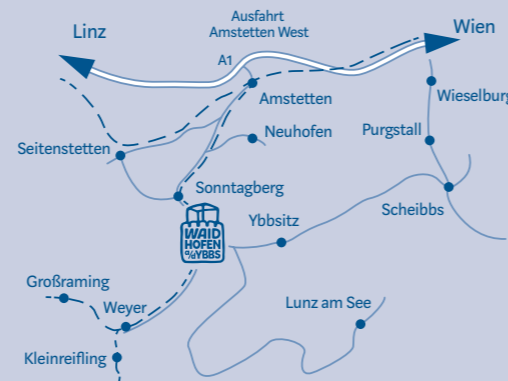 Ausfahrt
Amstetten West
Linz
Wien
A1
Amstetten
Wieselburg
Neuhofen
Purgstall
Seitenstetten
Sonntagberg
Scheibbs
Ybbsitz
WAID
HOFEN
a/d YBBS
Großraming
Weyer
Lunz am See
Kleinreifling